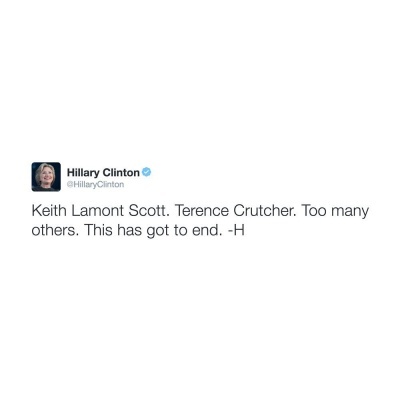 Hillary Clinton
@HillaryClinton
Keith Lamont Scott. Terence Crutcher. Too many
others. This has got to end. -H